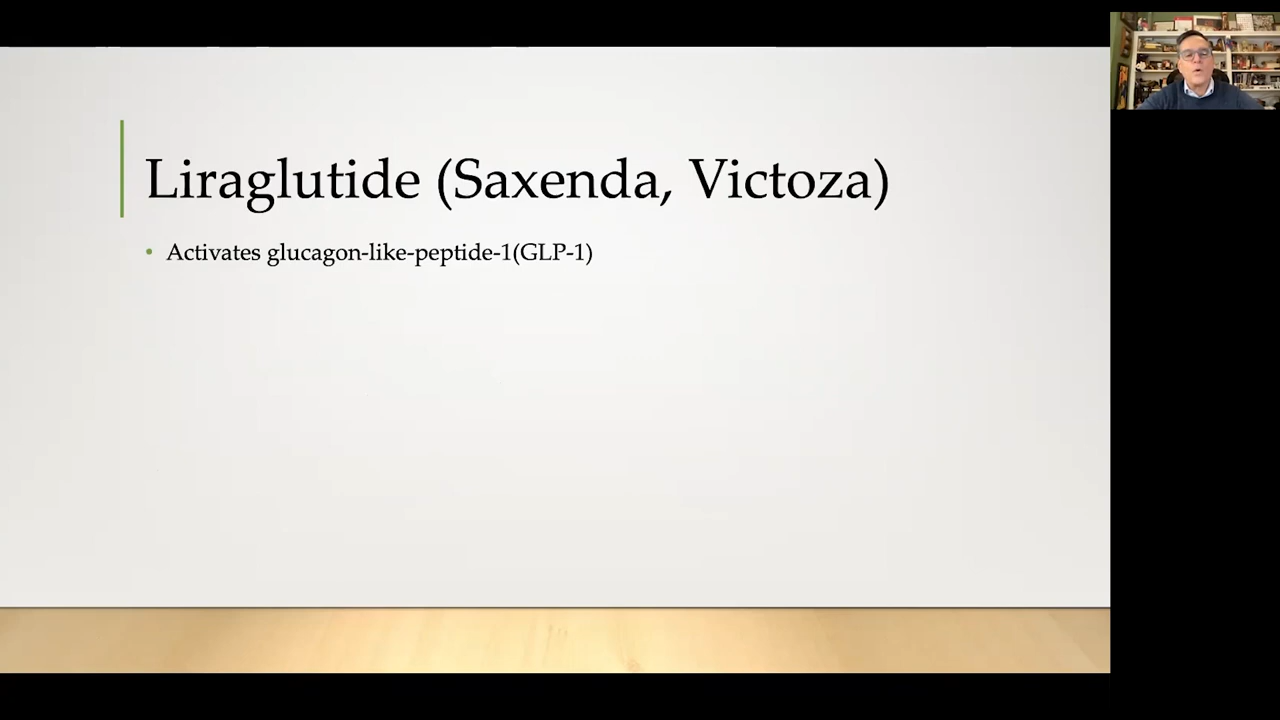 Liraglutide (Saxenda, Victoza)
• Activates glucagon-like-peptide-1(GLP-1)